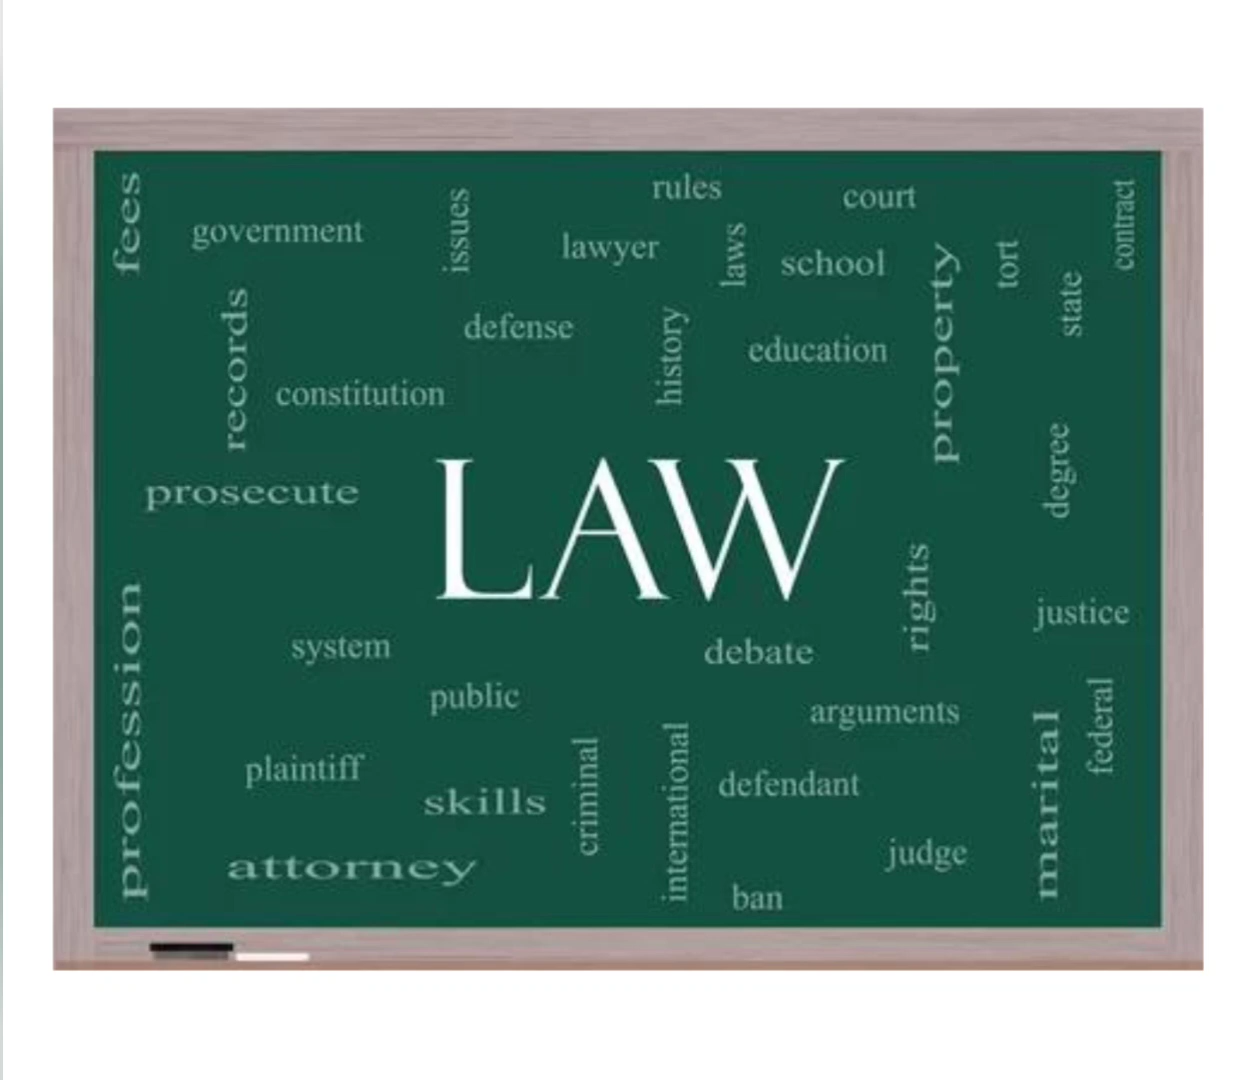 fees
government
issues
rules
court
contract
lawyer
laws
school
tort
property
state
records
defense
history
education
constitution
degree
prosecute
LAW
rights
justice
profession
system
debate
public
arguments
federal
marital
plaintiff
skills
criminal
international
defendant
attorney
judge
ban